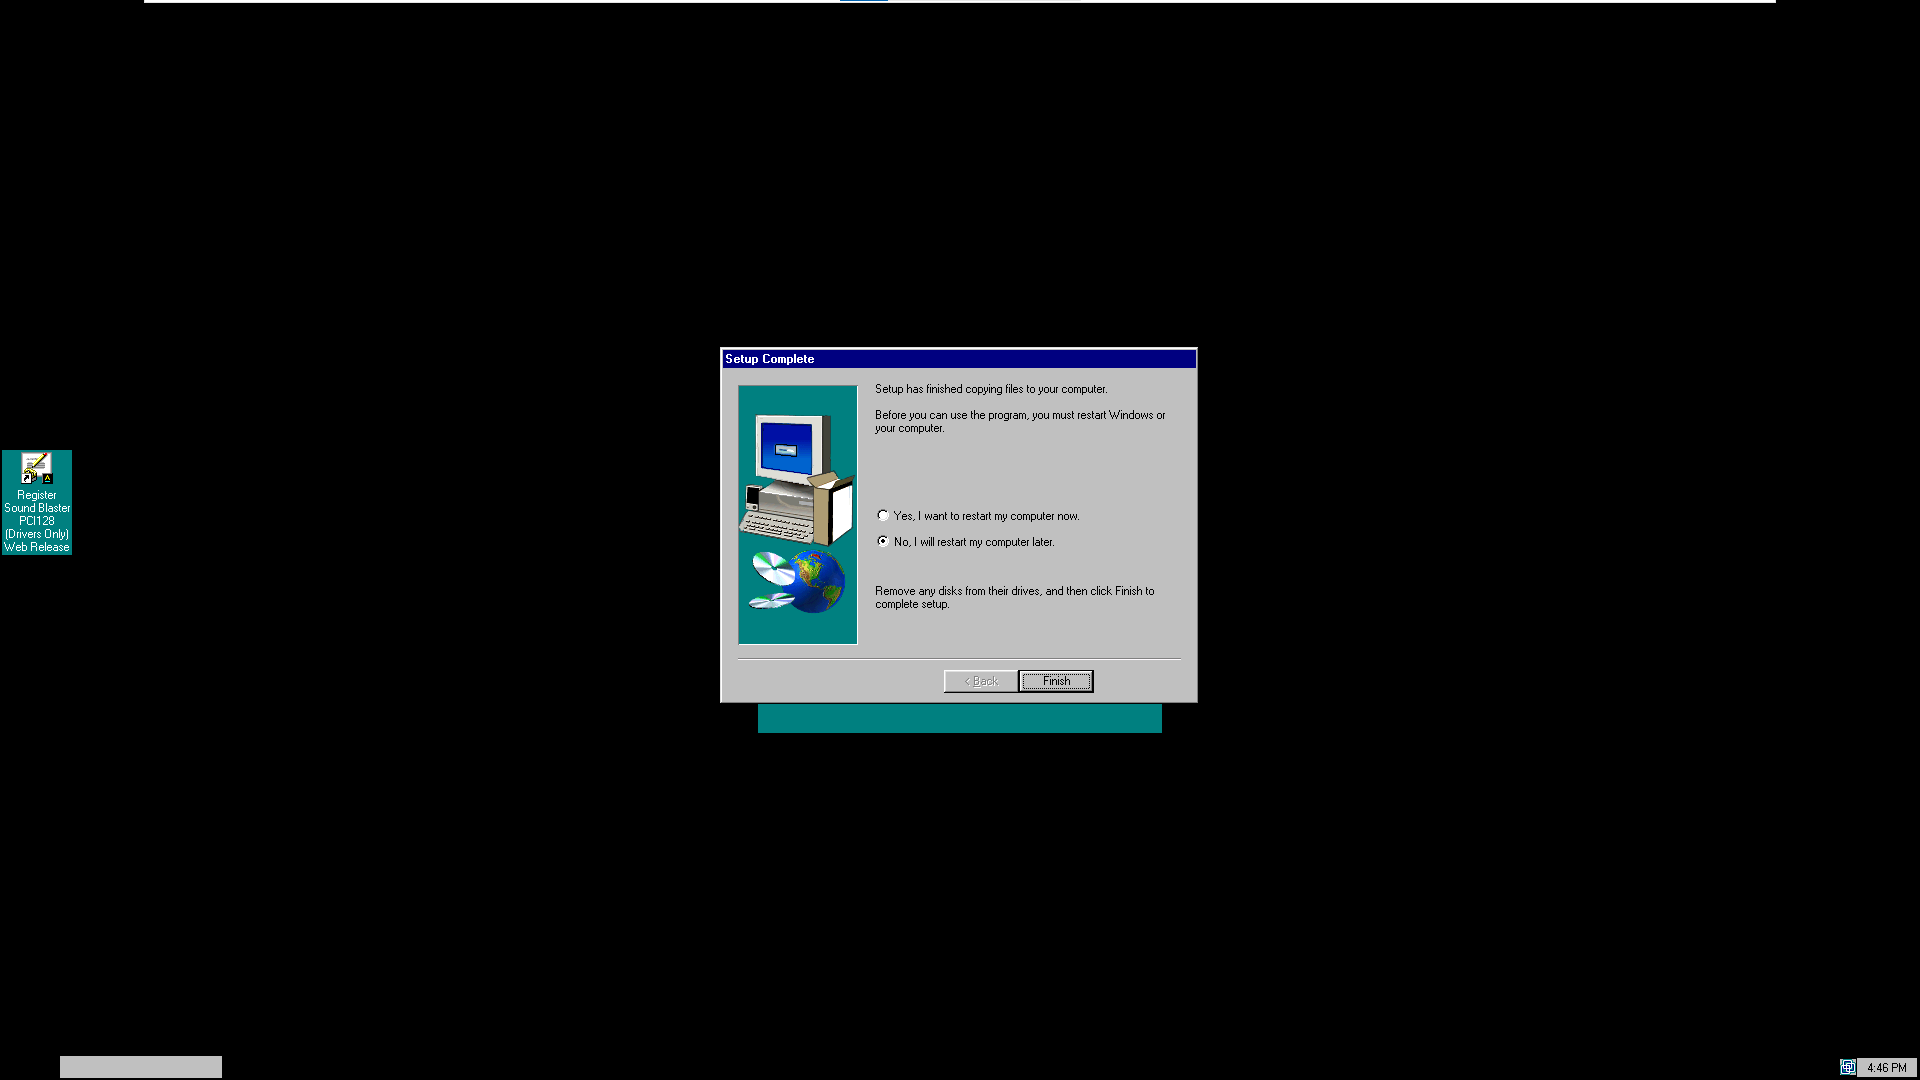 Setup Complete
Setup has finished copying files to your computer.
Before you can use the program, you must restart Windows or
your computer.
Register
Sound Blaster
PCI128
(Drivers Only)
Web Release
Yes, I want to restart my computer now.
No, I will restart my computer later.
Remove any disks from their drives, and then click Finish to
complete setup.
< Back
Finish
4:46 PM